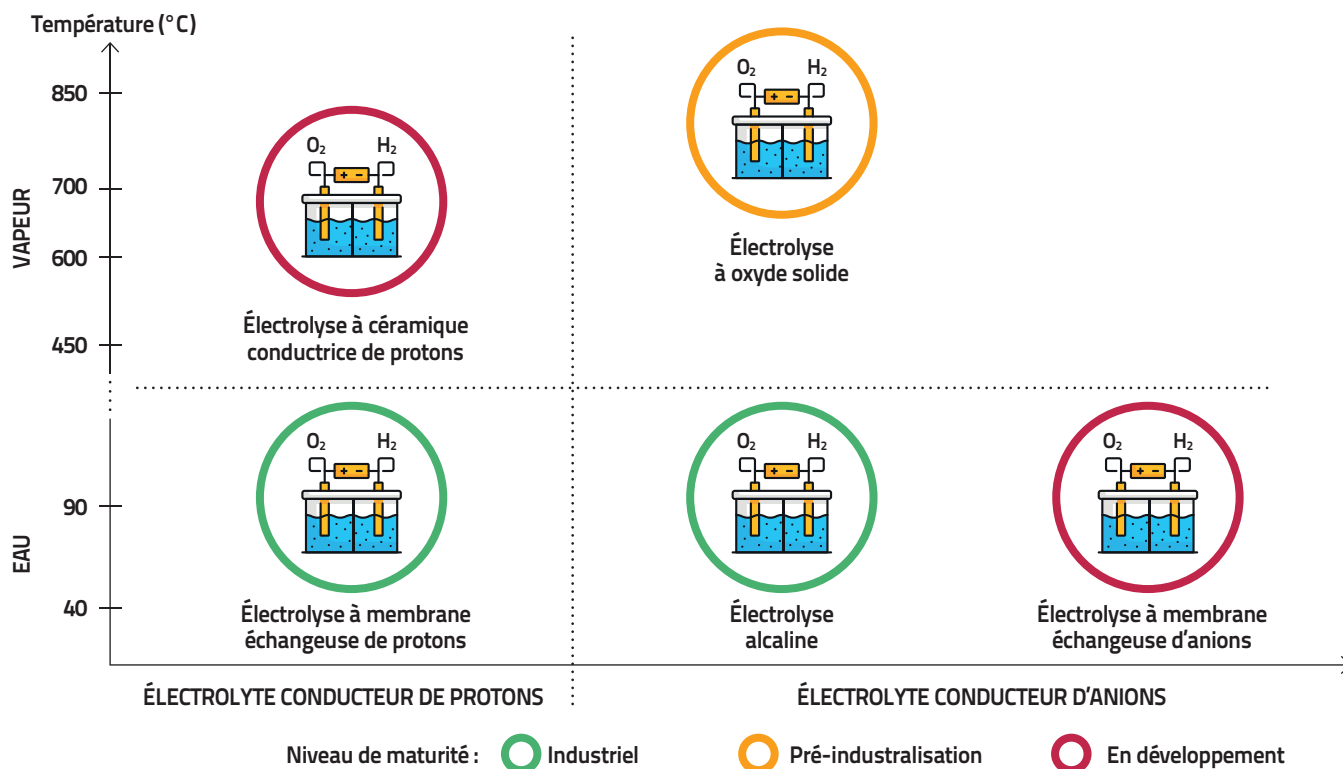 Température (°C)
850
700
600
450
90
40
VAPEUR
EAU
O₂ H₂
Électrolyse à céramique
conductrice de protons
O₂ H₂
Électrolyse
à oxyde solide
O₂ H₂
Électrolyse à membrane
échangeuse de protons
O₂ H₂
Électrolyse
alcaline
O₂ H₂
Électrolyse à membrane
échangeuse d'anions
ÉLECTROLYTE CONDUCTEUR DE PROTONS
ÉLECTROLYTE CONDUCTEUR D'ANIONS
Niveau de maturité : Industriel Pré-industralisation En développement